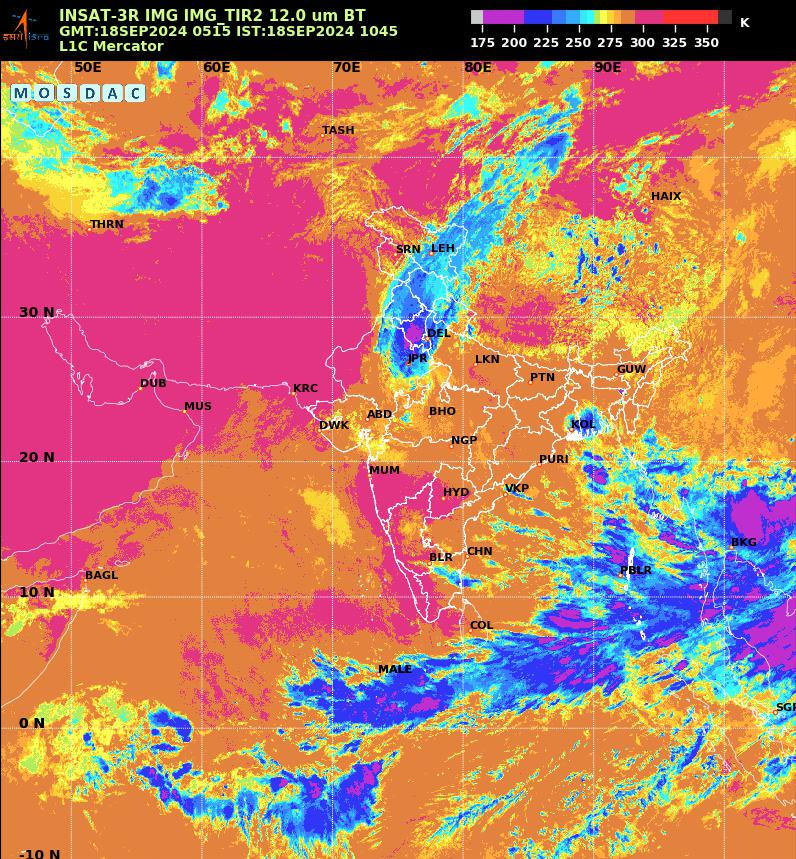 INSAT-3R IMG IMG_TIR2 12.0 um BT
GMT:18SEP2024 0515 IST:18SEP2024 1045
L1C Mercator
K
175 200 225 250 275 300 325 350
50E 60E 70E 80E 90E
MOSDAC
TASH
HAIX
THRN
SRN LEH
30 N
DEL
JPR LKN
GUW
PTN
DUB
KRC
MUS
ABD BHO
DWK KOL
NGP
20 N PURI
MUM
HYD VKP
BKG
BLR CHN
PBLR
BAGL
10 N
COL
MALE
SGP
0 N
-10 N